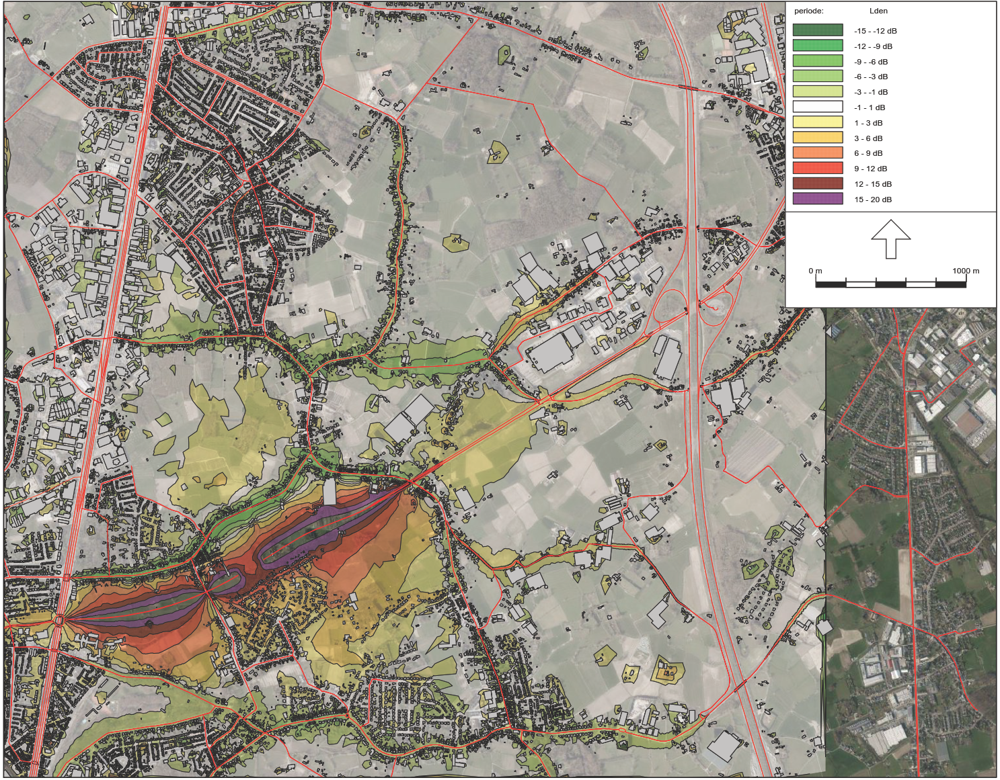 periode: Lden
-15 - -12 dB
-12 - -9 dB
-9 - -6 dB
-6 - -3 dB
-3 - -1 dB
-1 - 1 dB
1 - 3 dB
3 - 6 dB
6 - 9 dB
9 - 12 dB
12 - 15 dB
15 - 20 dB
0 m 1000 m